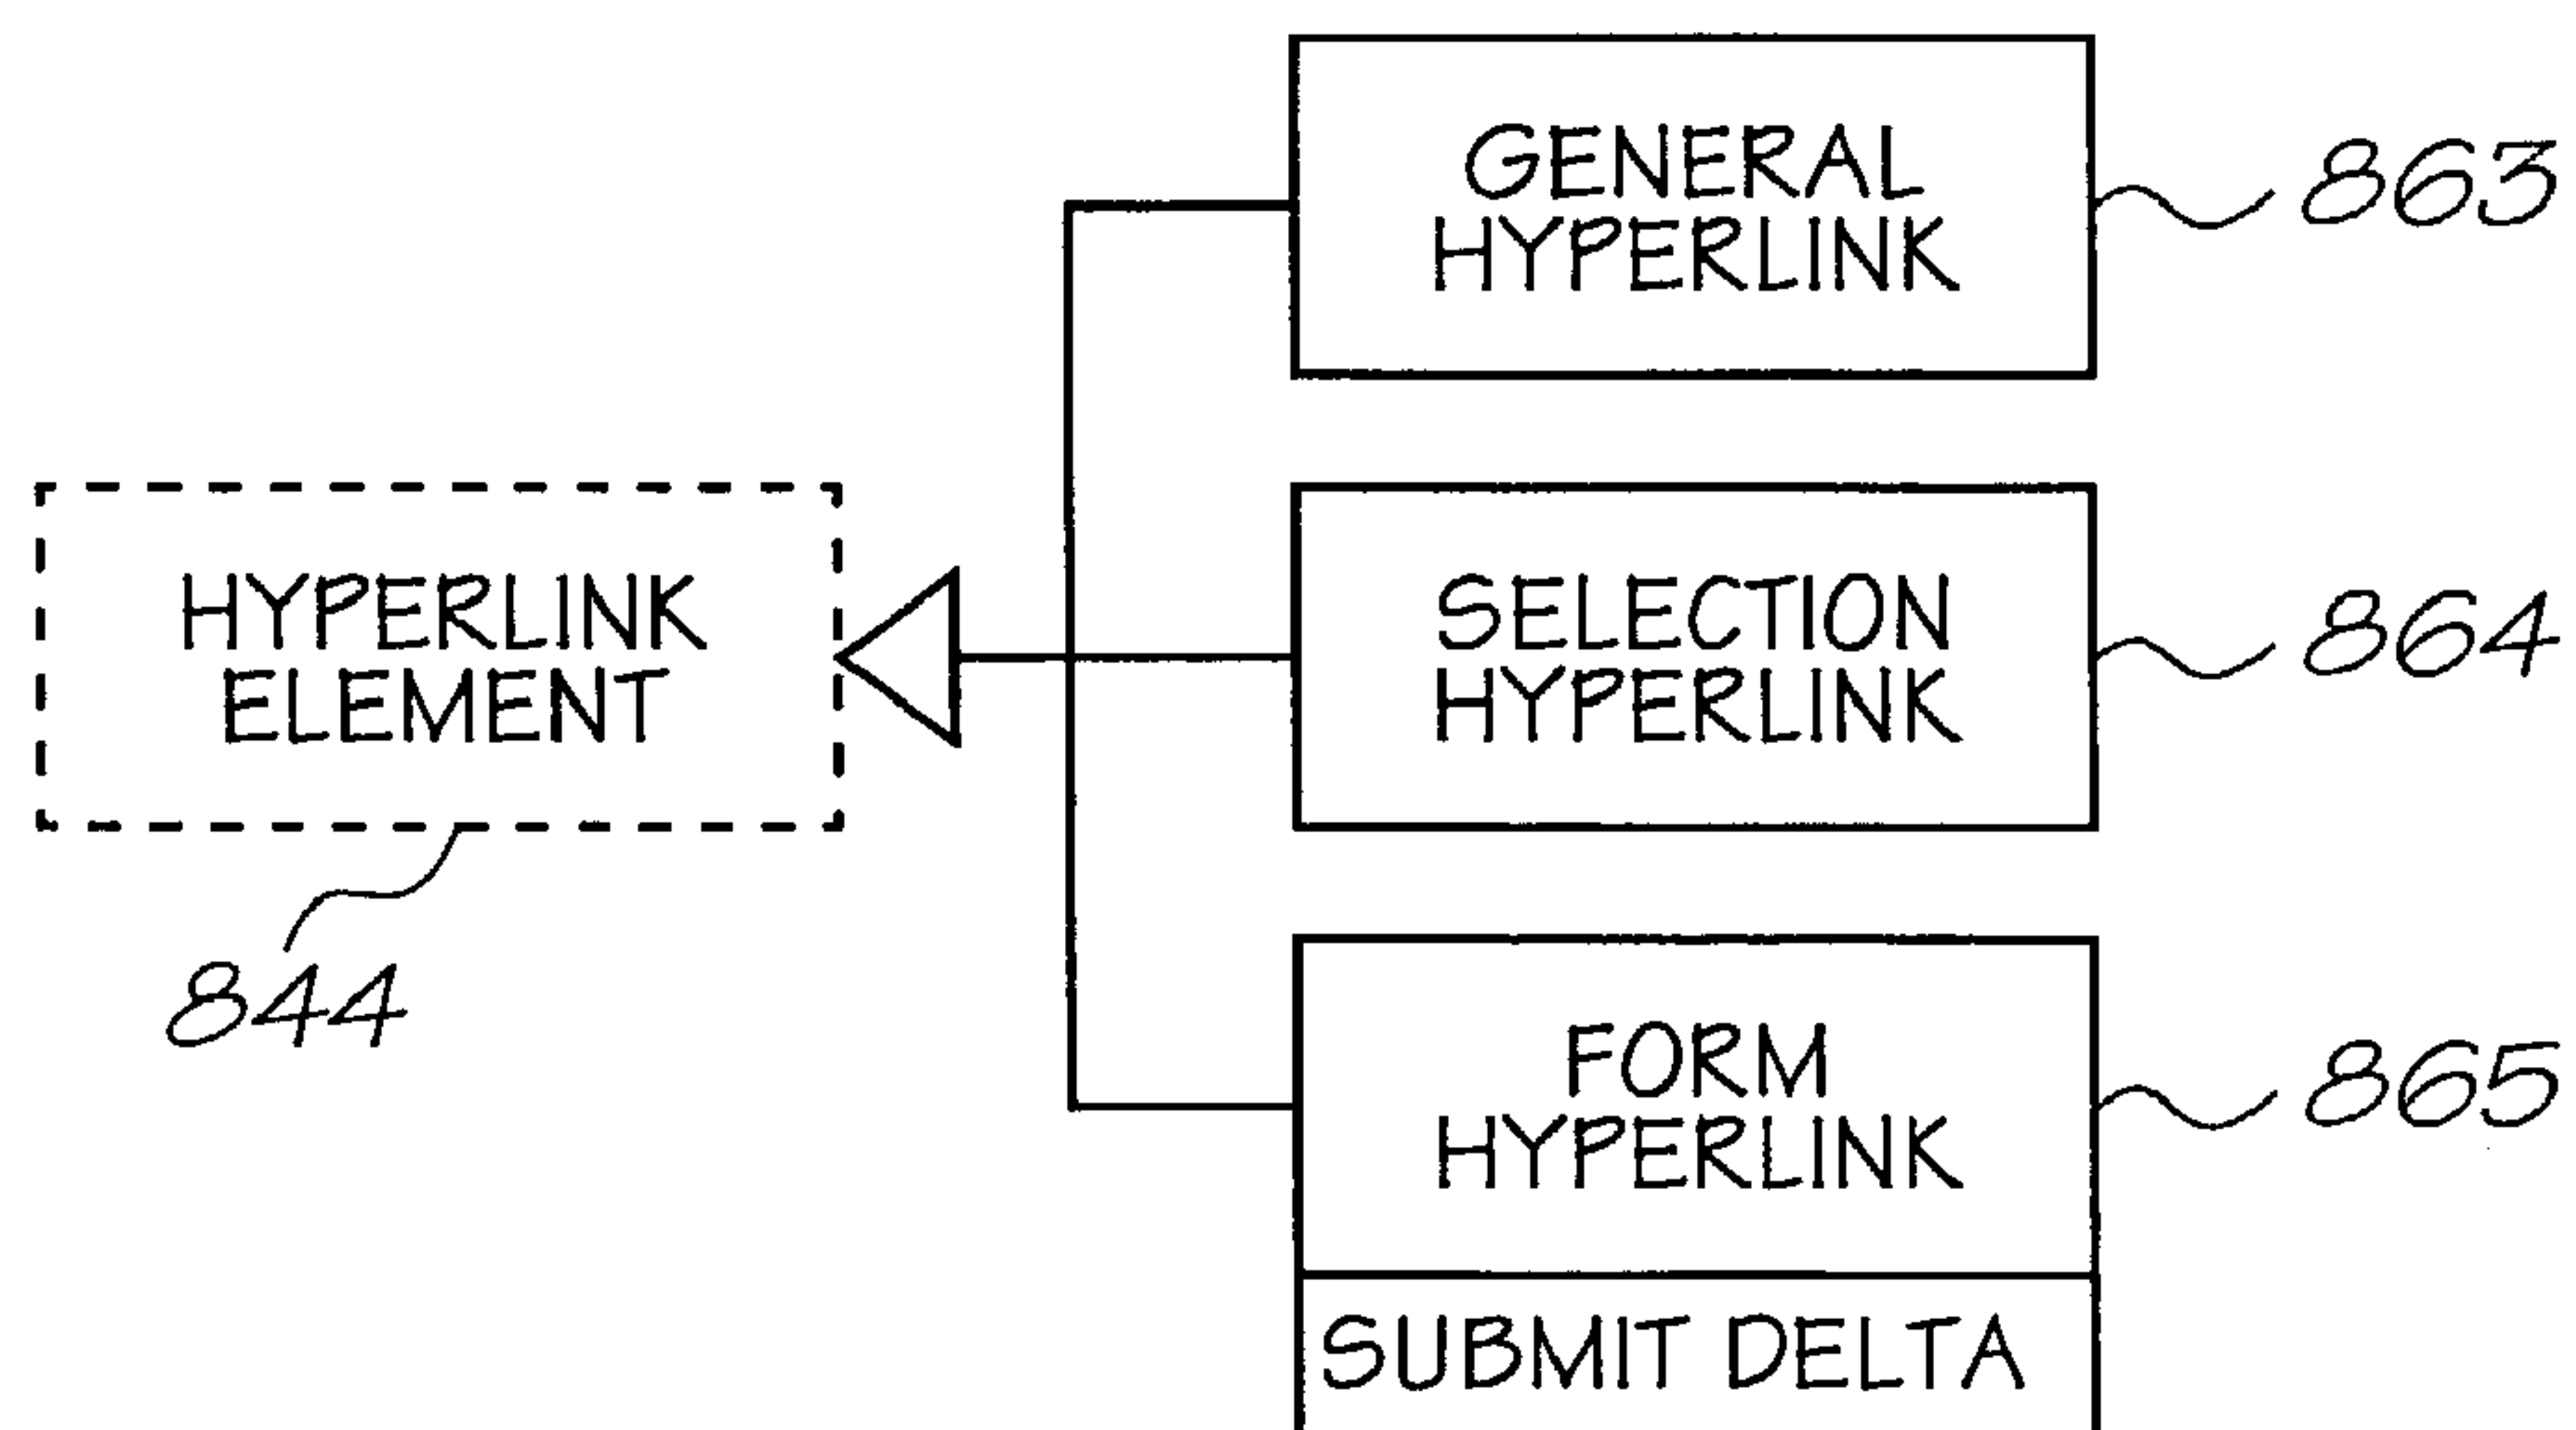 GENERAL
HYPERLINK
863
HYPERLINK
ELEMENT
844
SELECTION
HYPERLINK
864
FORM
HYPERLINK
865
SUBMIT DELTA